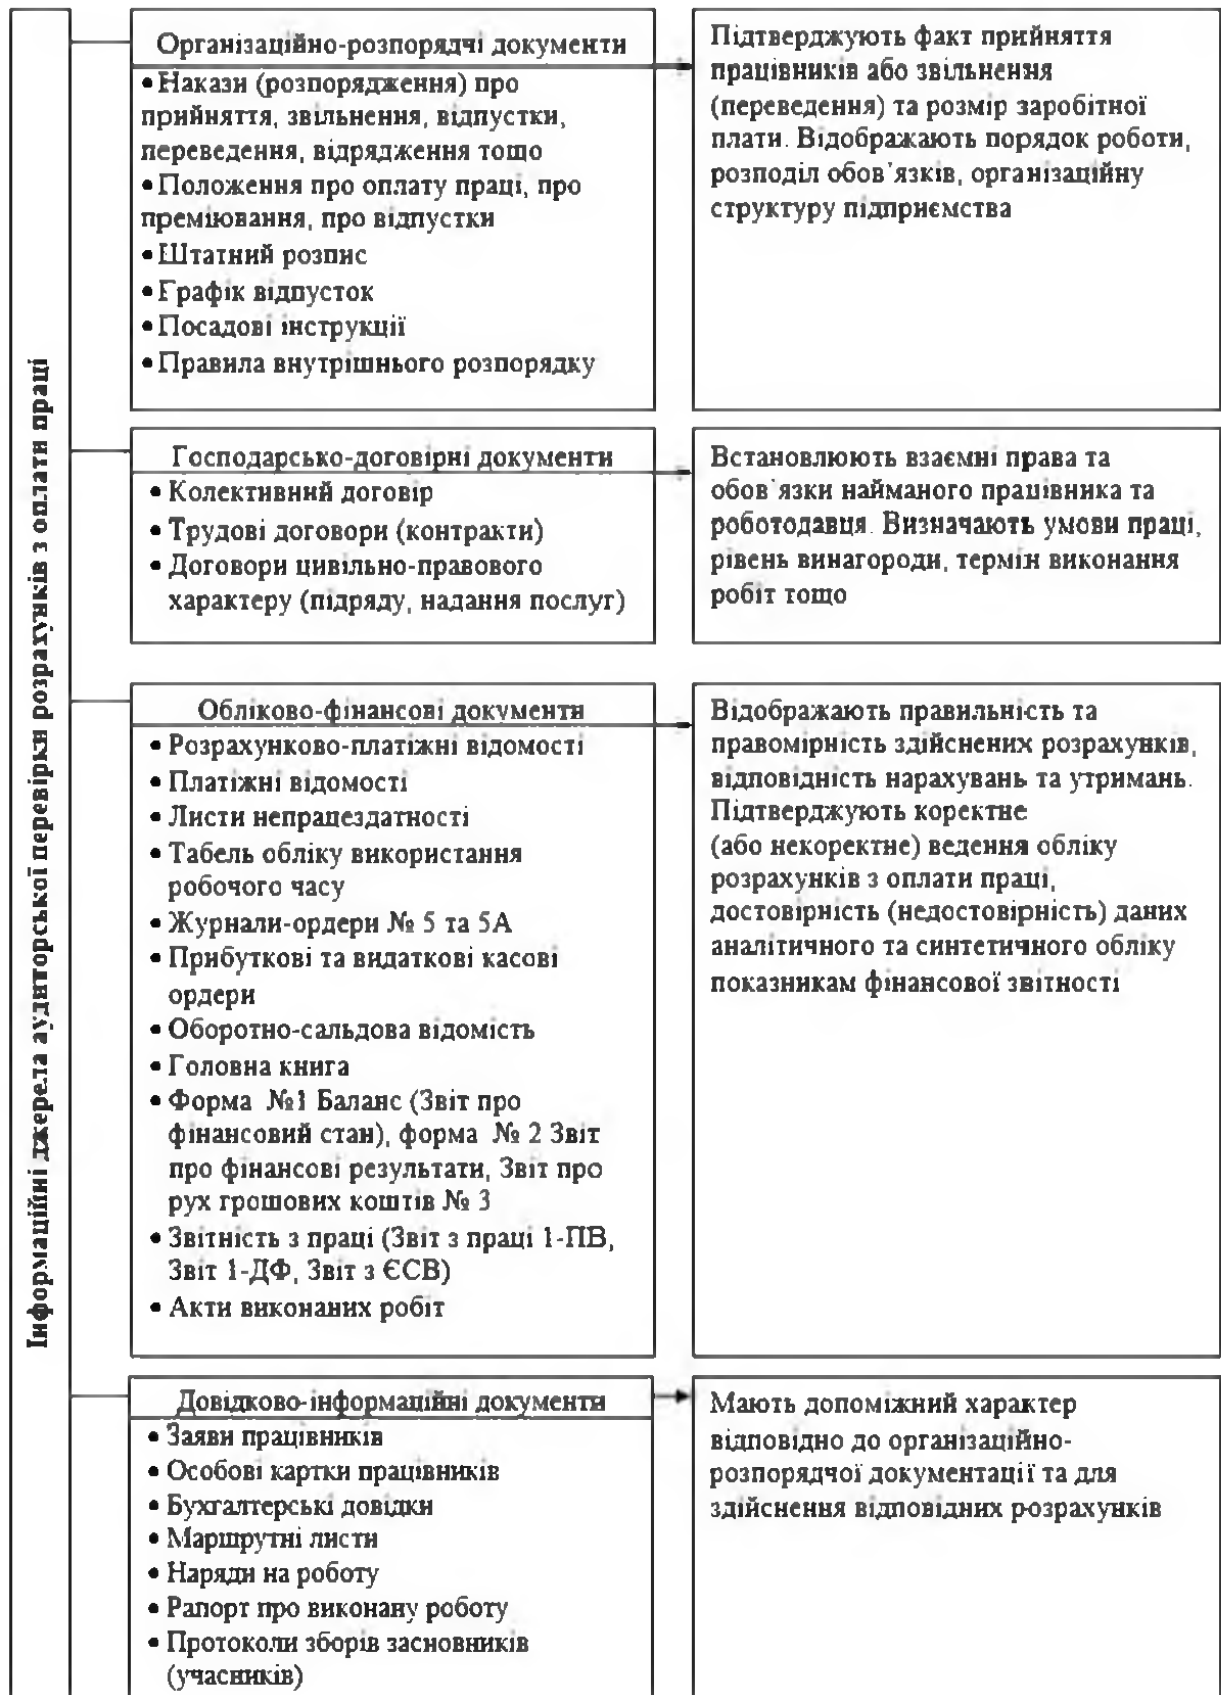 Інформаційні джерела аудиторської перевірки розрахунків з оплати праці
Організаційно-розпорядчі документи
• Накази (розпорядження) про
прийняття, звільнення, відпустки,
переведення, відрядження тощо
• Положення про оплату праці, про
преміювання, про відпустки
• Штатний розпис
• Графік відпусток
• Посадові інструкції
• Правила внутрішнього розпорядку
Підтверджують факт прийняття
працівників або звільнення
(переведення) та розмір заробітної
плати. Відображають порядок роботи,
розподіл обов’язків, організаційну
структуру підприємства
Господарсько-договірні документи
• Колективний договір
• Трудові договори (контракти)
• Договори цивільно-правового
характеру (підряду, надання послуг)
Встановлюють взаємні права та
обов’язки найманого працівника та
роботодавця. Визначають умови праці,
рівень винагороди, термін виконання
робіт тощо
Обліково-фінансові документи
• Розрахунково-платіжні відомості
• Платіжні відомості
• Листи непрацездатності
• Табель обліку використання
робочого часу
• Журнали-ордери № 5 та 5А
• Прибуткові та видаткові касові
ордери
• Оборотно-сальдова відомість
• Головна книга
• Форма №1 Баланс (Звіт про
фінансовий стан), форма № 2 Звіт
про фінансові результати, Звіт про
рух грошових коштів № 3
• Звітність з праці (Звіт з праці 1-ПВ,
Звіт 1-ДФ, Звіт з ЄСВ)
• Акти виконаних робіт
Відображають правильність та
правомірність здійснених розрахунків,
відповідність нарахувань та утримань.
Підтверджують коректне
(або некоректне) ведення обліку
розрахунків з оплати праці,
достовірність (недостовірність) даних
аналітичного та синтетичного обліку
показникам фінансової звітності
Довідково-інформаційні документи
• Заяви працівників
• Особові картки працівників
• Бухгалтерські довідки
• Маршрутні листи
• Наряди на роботу
• Рапорт про виконану роботу
• Протоколи зборів засновників
(учасників)
Мають допоміжний характер
відповідно до організаційно-
розпорядчої документації та для
здійснення відповідних розрахунків